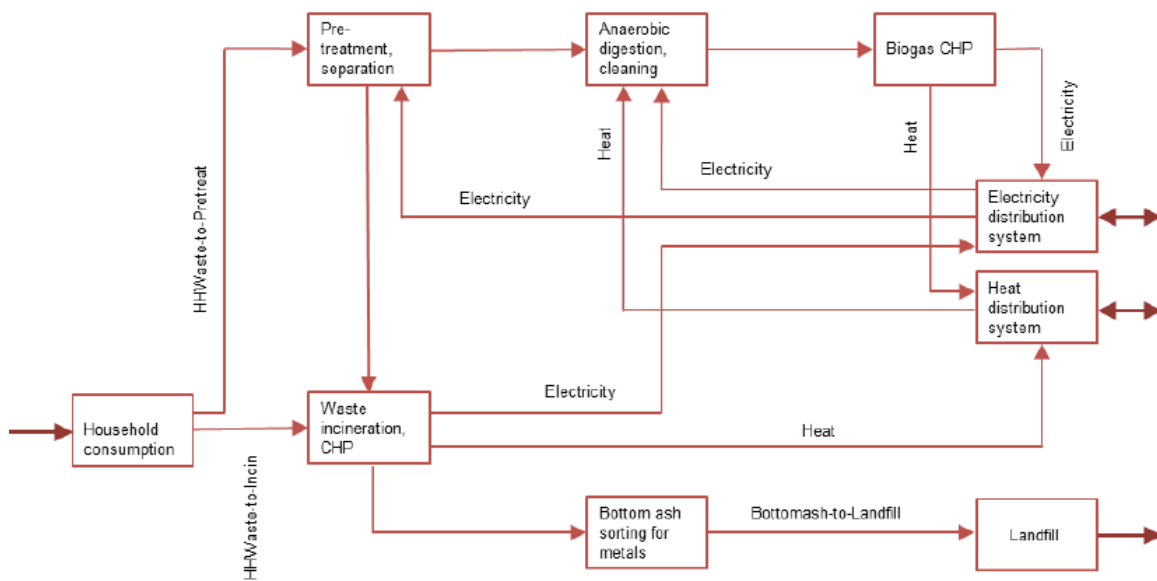 Pre-
treatment,
separation
Anaerobic
digestion,
cleaning
Biogas CHP
Electricity
Heat
Heat
Electricity
Electricity
HHWaste-to-Pretreat
Electricity
distribution
system
Heat
distribution
system
Household
consumption
Waste
incineration,
CHP
Electricity
Heat
HHWaste-to-Incin
Bottom ash
sorting for
metals
Bottomash-to-Landfill
Landfill